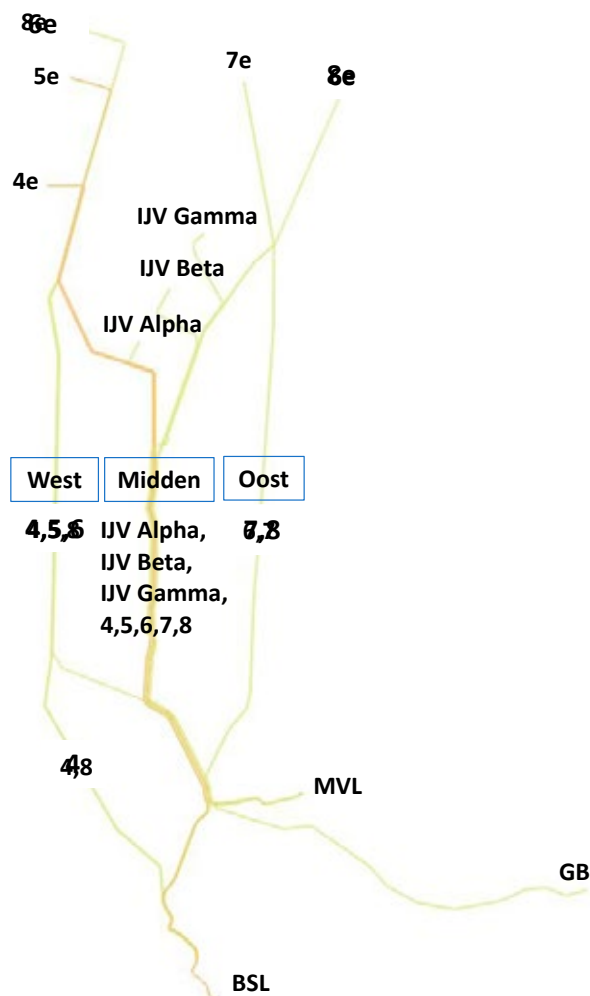 7e
5e
4e
IJV Gamma
IJV Beta
IJV Alpha
West
Midden
Oost
IJV Alpha,
IJV Beta,
IJV Gamma,
4,5,6,7,8
MVL
GB
BSL